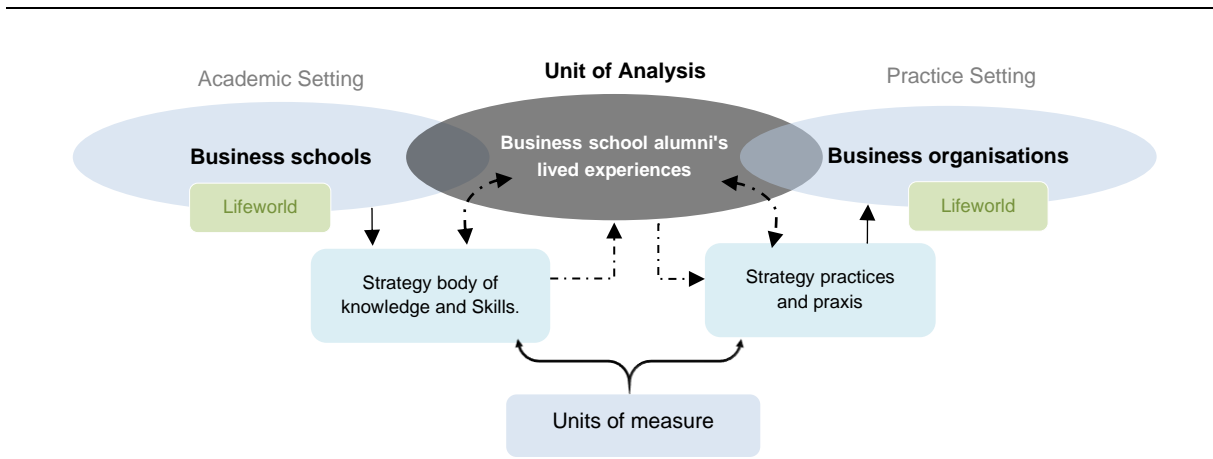 Academic Setting
Unit of Analysis
Practice Setting
Business schools
Business school alumni's
lived experiences
Business organisations
Lifeworld
Lifeworld
Strategy body of
knowledge and Skills.
Strategy practices
and praxis
Units of measure